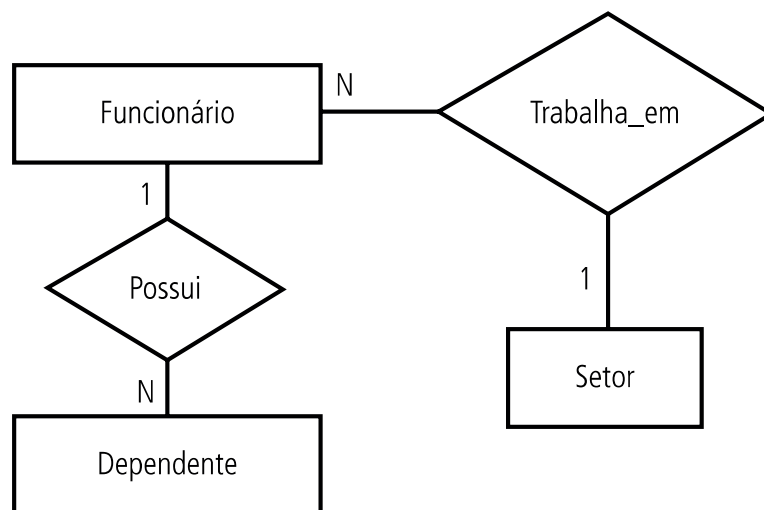 N
Funcionário
Trabalha_em
1
Possui
1
N
Setor
Dependente